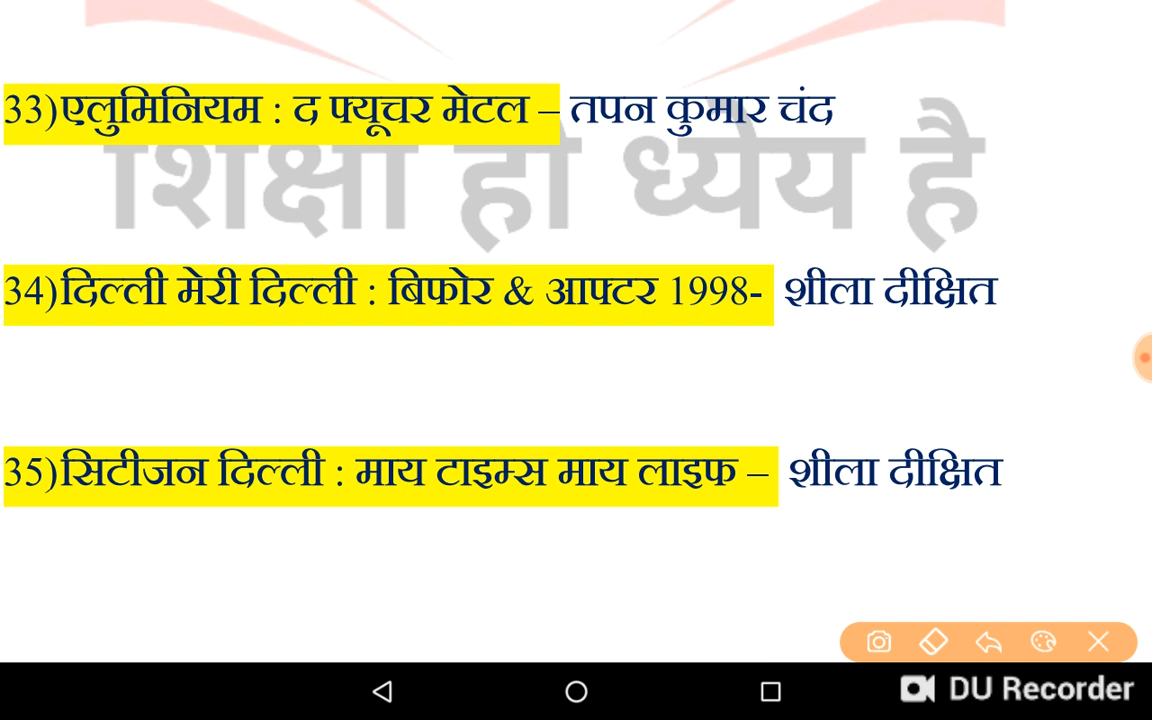 33)एलुमिनियम : द फ्यूचर मेटल – तपन कुमार चंद
शिक्षा ही ध्येय है
34)दिल्ली मेरी दिल्ली : बिफोर & आफ्टर 1998- शीला दीक्षित
35)सिटीजन दिल्ली : माय टाइम्स माय लाइफ – शीला दीक्षित
DU Recorder